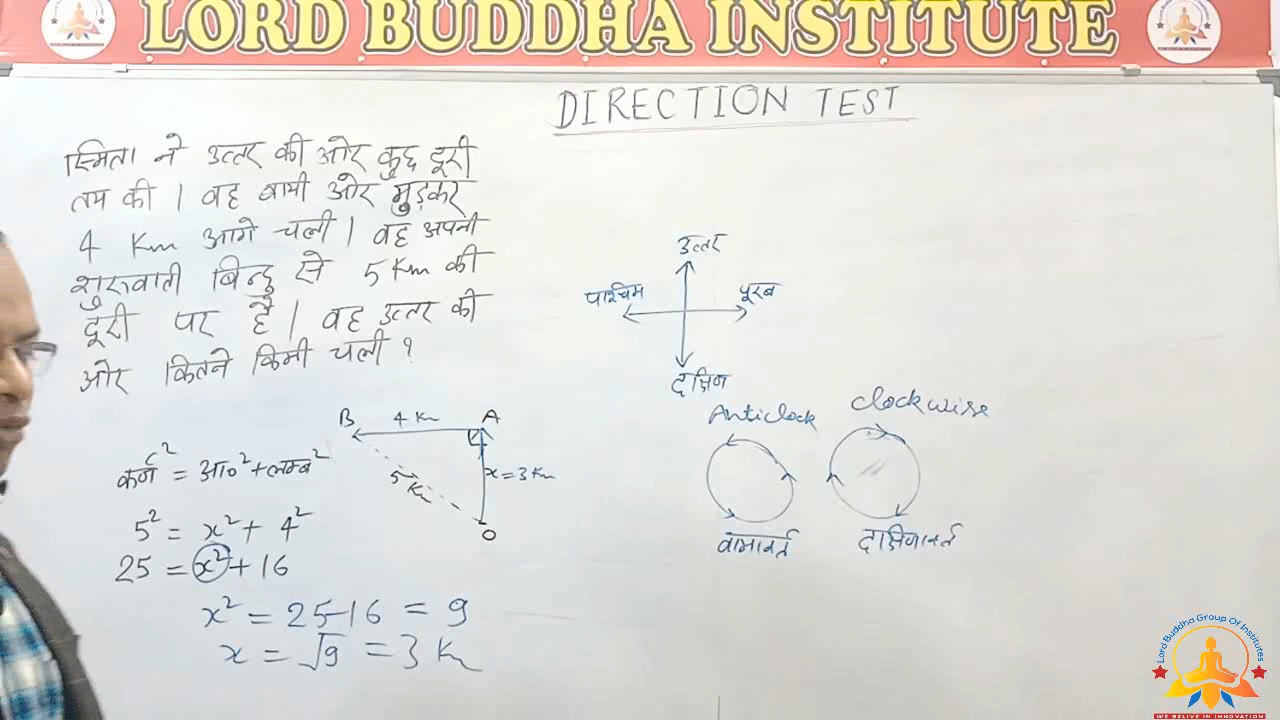 LORD BUDDHA INSTITUTE
DIRECTION TEST
स्मिता ने उत्तर की ओर कुछ दूरी
तय की | वह बायी ओर मुड़कर
4 Km आगे चली | वह अपनी
शुरुवाती बिन्दु से 5 Km की
दूरी पर है | वह उत्तर की
ओर कितने किमी चली ?
B 4 Km A
5 Km
x = 3 Km
O
कर्ण² = आ०² + लम्ब²
5² = x² + 4²
25 = x² + 16
x² = 25-16 = 9
x = √9 = 3 Km
उत्तर
पश्चिम पूरब
दक्षिण
Anticlock clockwise
वामावर्त दक्षिणावर्त
Lord Buddha Group Of Institutes
WE BELIVE IN INNOVATION